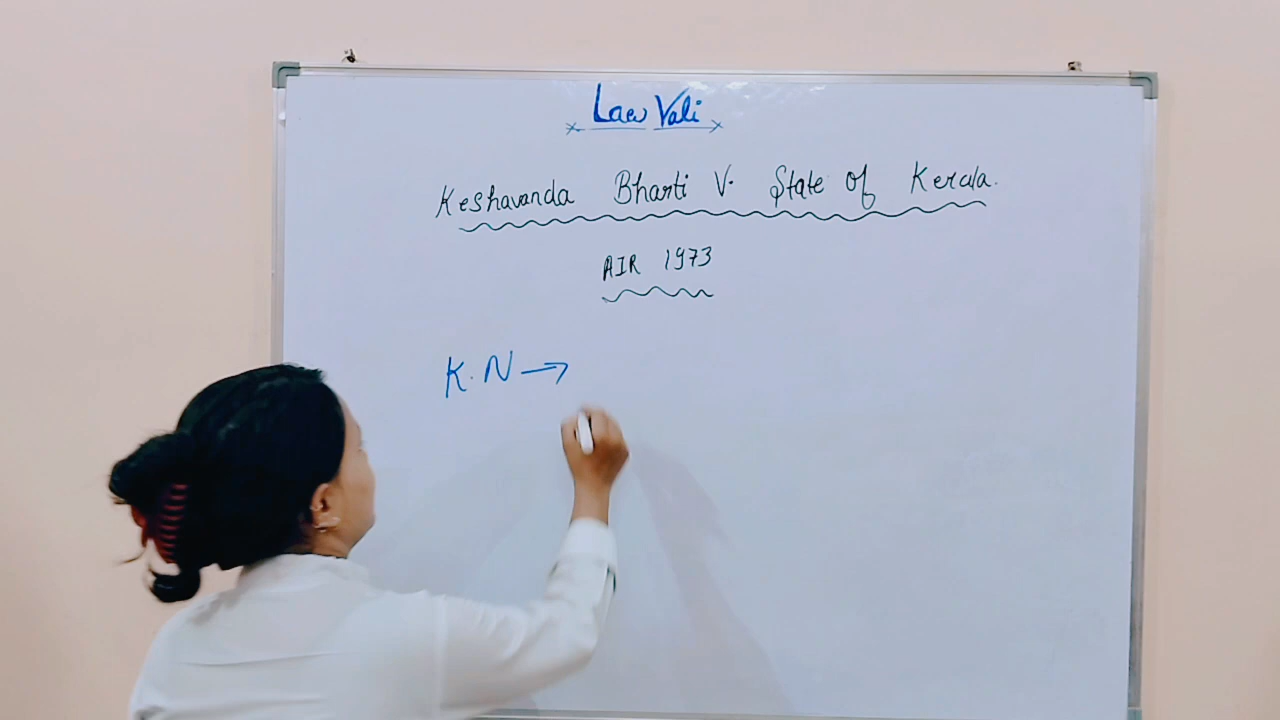 Law Vali
Keshavanda Bharti V. State of Kerala.
AIR 1973
K.N →